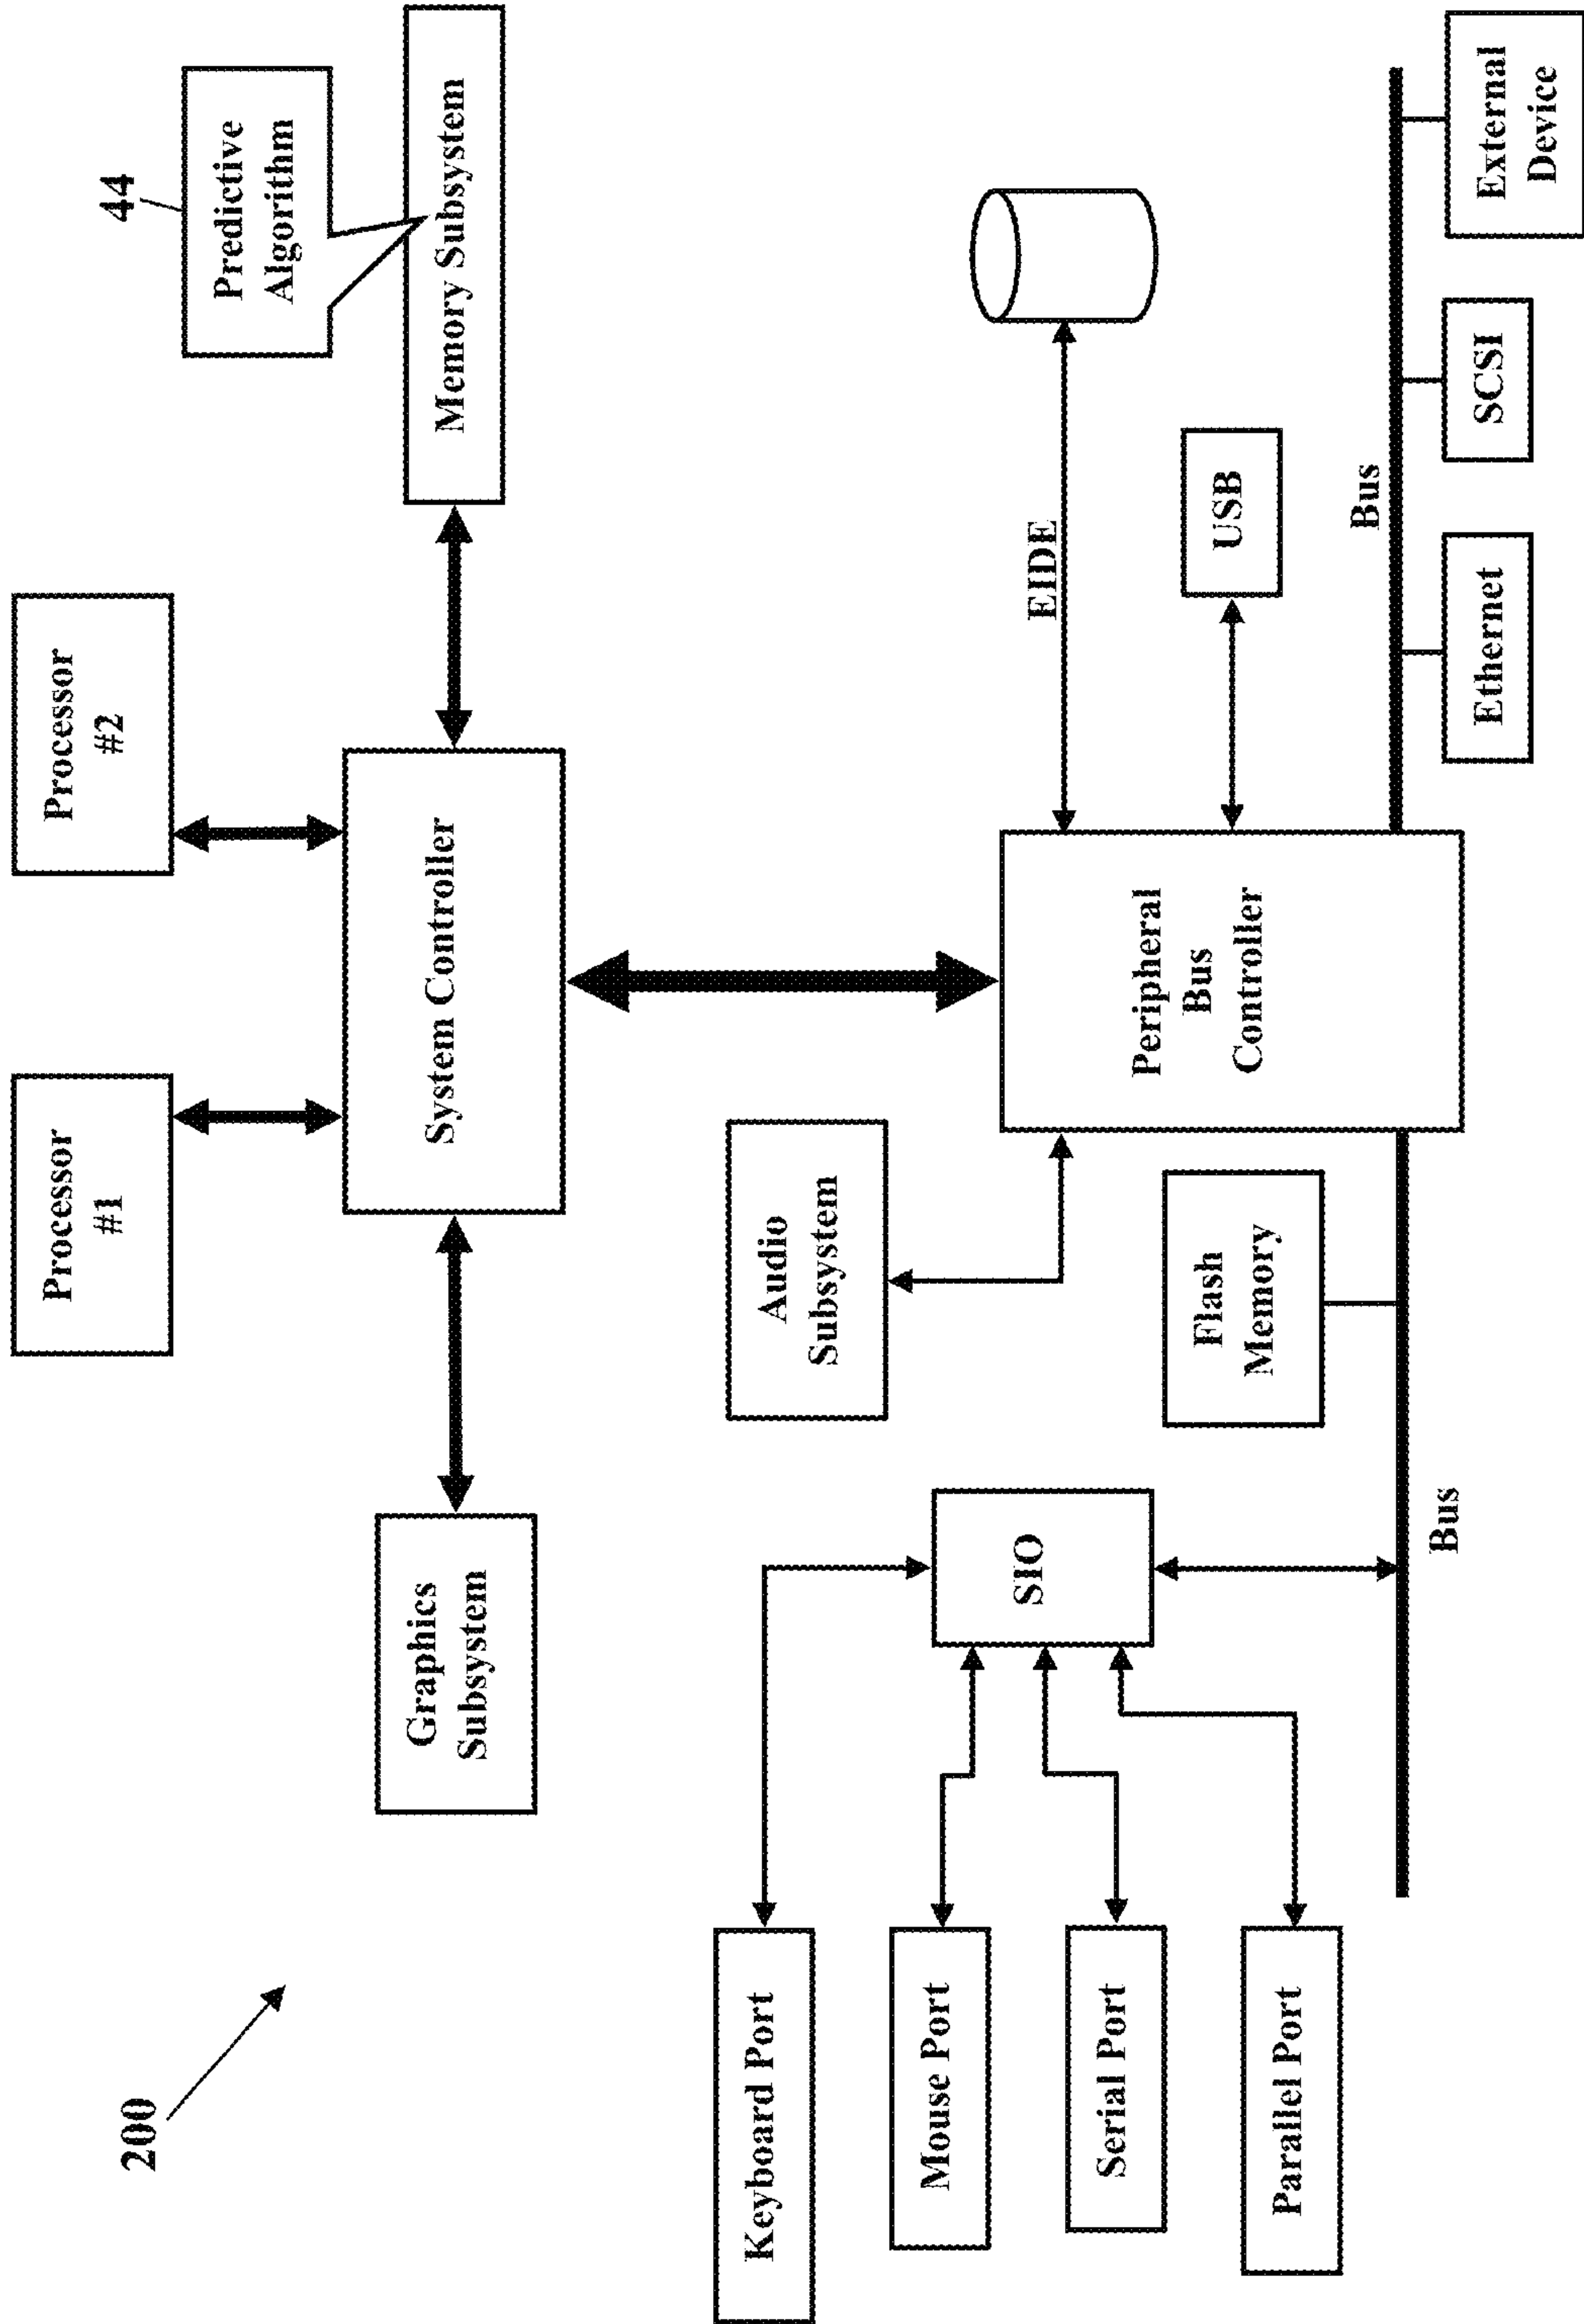 200
44
Processor
#1
Processor
#2
Predictive
Algorithm
Graphics
Subsystem
System Controller
Memory Subsystem
Keyboard Port
Mouse Port
Serial Port
Parallel Port
SIO
Audio
Subsystem
Flash
Memory
Peripheral
Bus
Controller
EIDE
USB
Bus
Bus
Ethernet
SCSI
External
Device